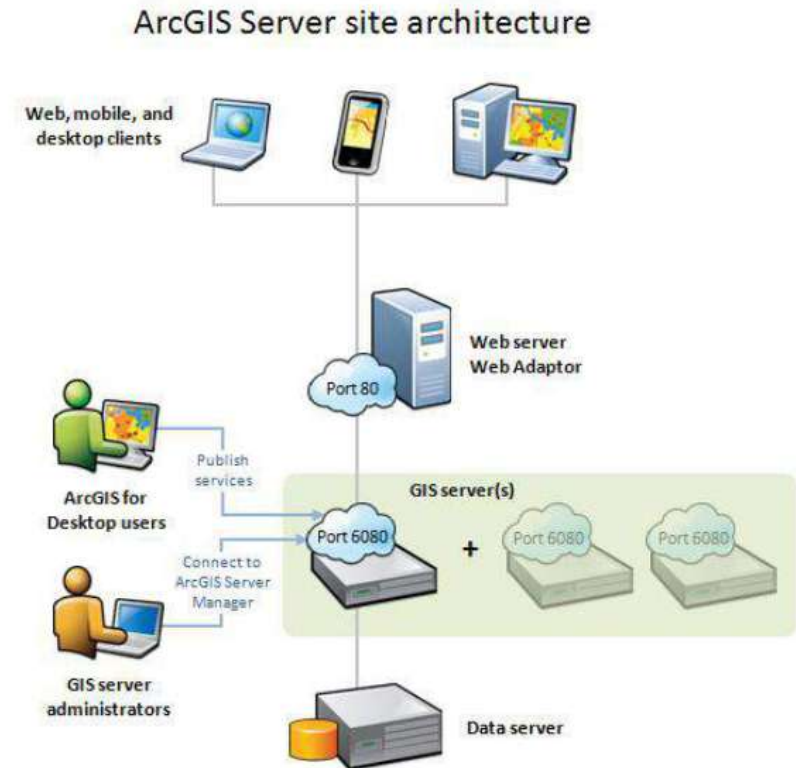 ArcGIS Server site architecture
Web, mobile, and
desktop clients
Web server
Web Adaptor
Port 80
Publish
services
GIS server(s)
ArcGIS for
Desktop users
Port 6080
+
Port 6080
Port 6080
Connect to
ArcGIS Server
Manager
GIS server
administrators
Data server